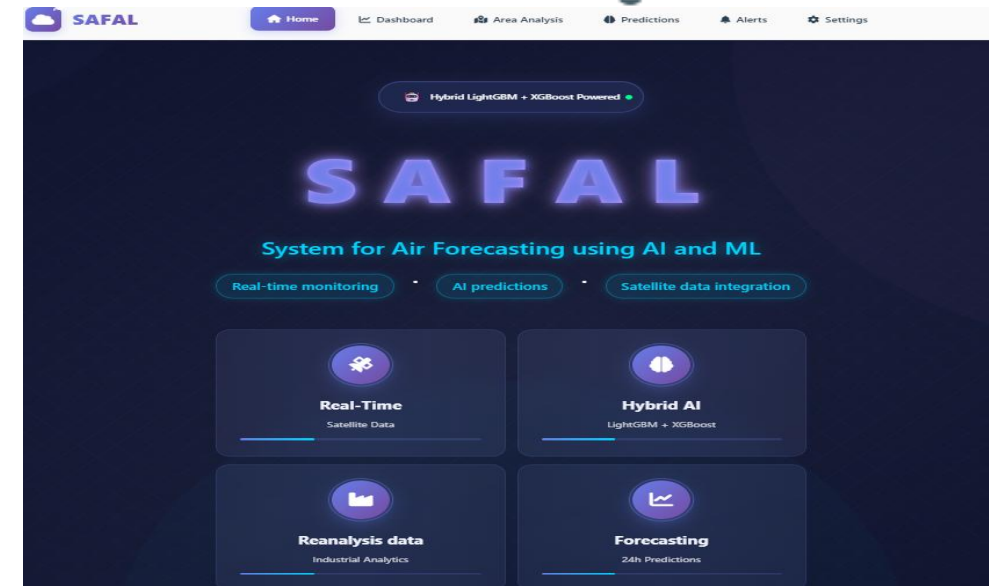 SAFAL Home Dashboard Area Analysis Predictions Alerts Settings
Hybrid LightGBM + XGBoost Powered
SAFAL
System for Air Forecasting using AI and ML
Real-time monitoring · AI predictions · Satellite data integration
Real-Time
Satellite Data
Hybrid AI
LightGBM + XGBoost
Reanalysis data
Industrial Analytics
Forecasting
24h Predictions